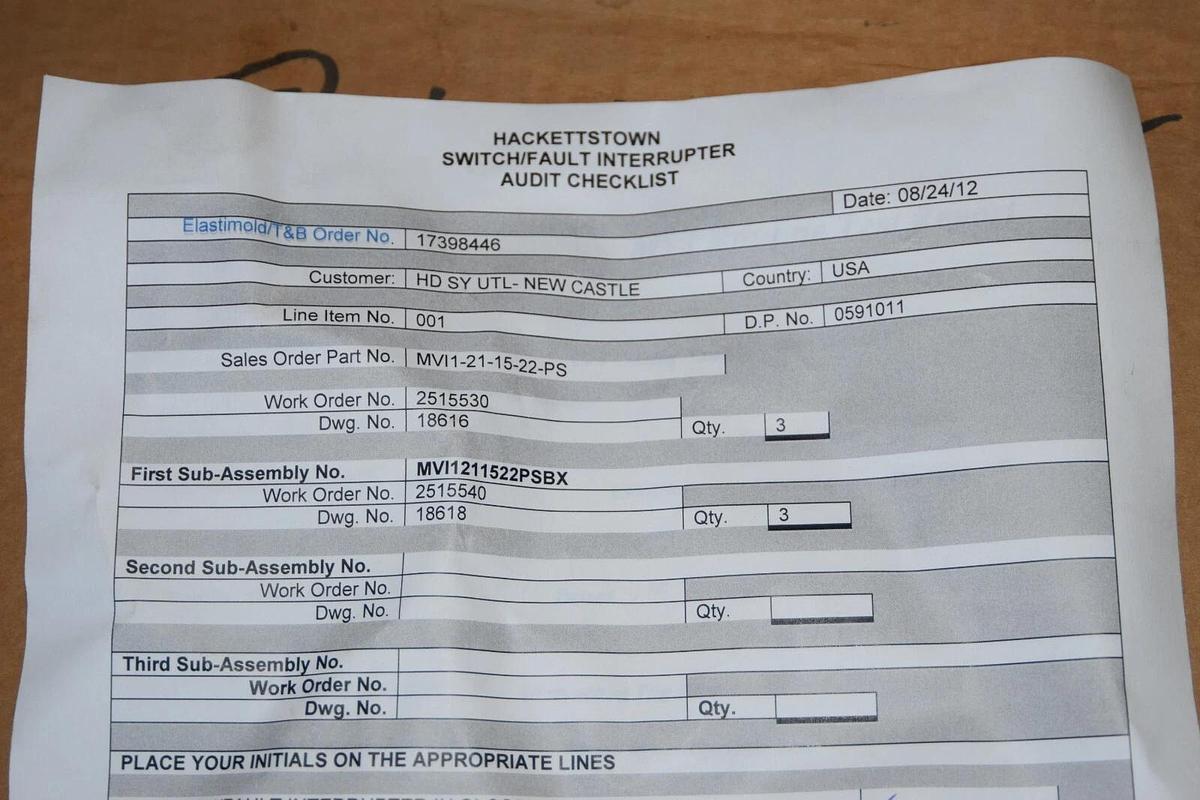 HACKETTSTOWN
SWITCH/FAULT INTERRUPTER
AUDIT CHECKLIST
Date: 08/24/12
Elastimold/T&B Order No. 17398446
Customer: HD SY UTL- NEW CASTLE Country: USA
Line Item No. 001 D.P. No. 0591011
Sales Order Part No. MVI1-21-15-22-PS
Work Order No. 2515530
Dwg. No. 18616 Qty. 3
First Sub-Assembly No. MVI1211522PSBX
Work Order No. 2515540
Dwg. No. 18618 Qty. 3
Second Sub-Assembly No.
Work Order No.
Dwg. No. Qty.
Third Sub-Assembly No.
Work Order No.
Dwg. No. Qty.
PLACE YOUR INITIALS ON THE APPROPRIATE LINES